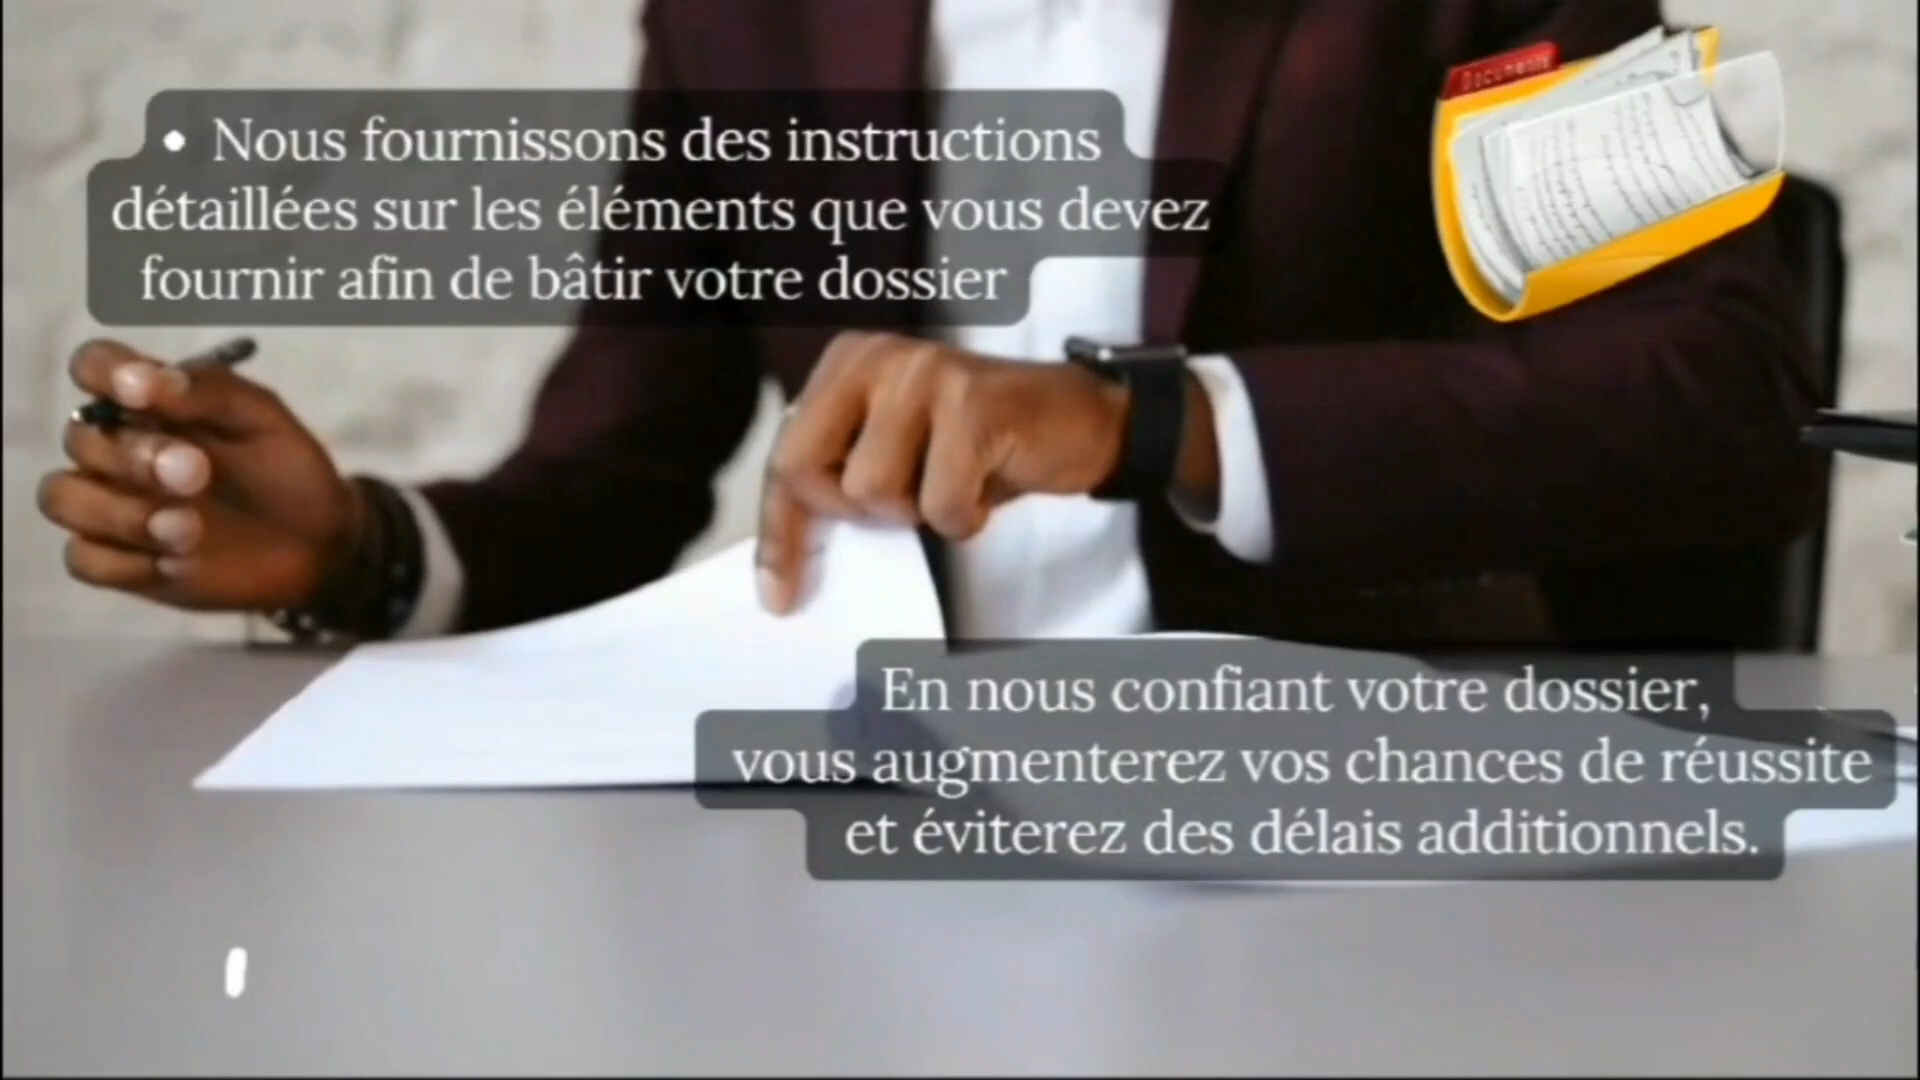 • Nous fournissons des instructions
détaillées sur les éléments que vous devez
fournir afin de bâtir votre dossier
Documents
En nous confiant votre dossier,
vous augmenterez vos chances de réussite
et éviterez des délais additionnels.